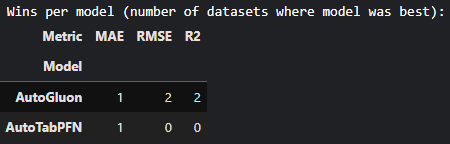 Wins per model (number of datasets where model was best):
Metric MAE RMSE R2
Model
AutoGluon 1 2 2
AutoTabPFN 1 0 0